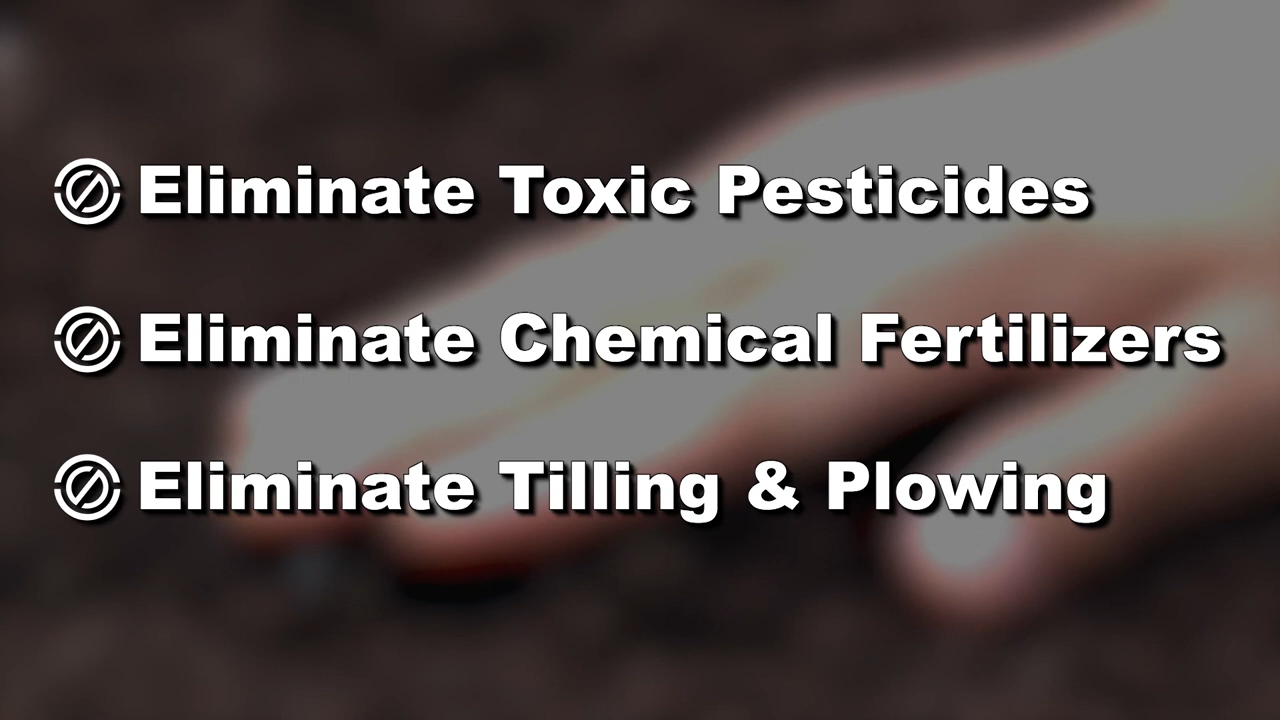 Eliminate Toxic Pesticides
Eliminate Chemical Fertilizers
Eliminate Tilling & Plowing